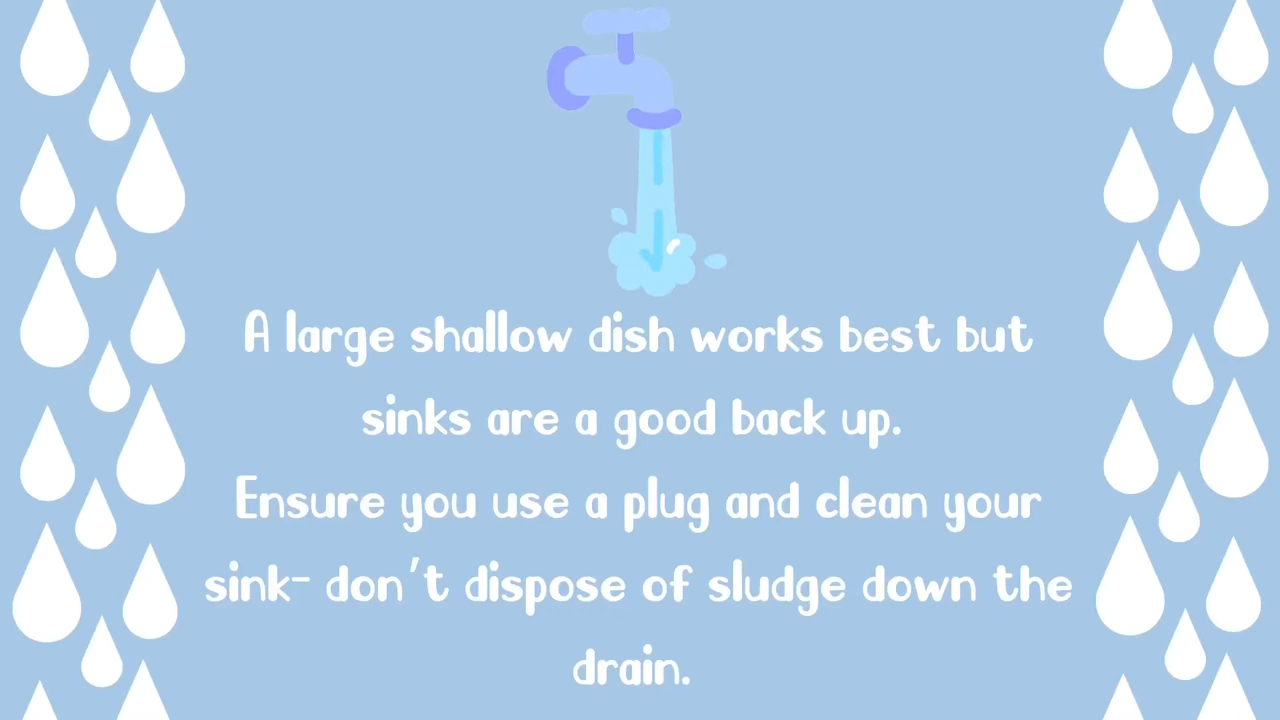 A large shallow dish works best but
sinks are a good back up.
Ensure you use a plug and clean your
sink- don't dispose of sludge down the
drain.